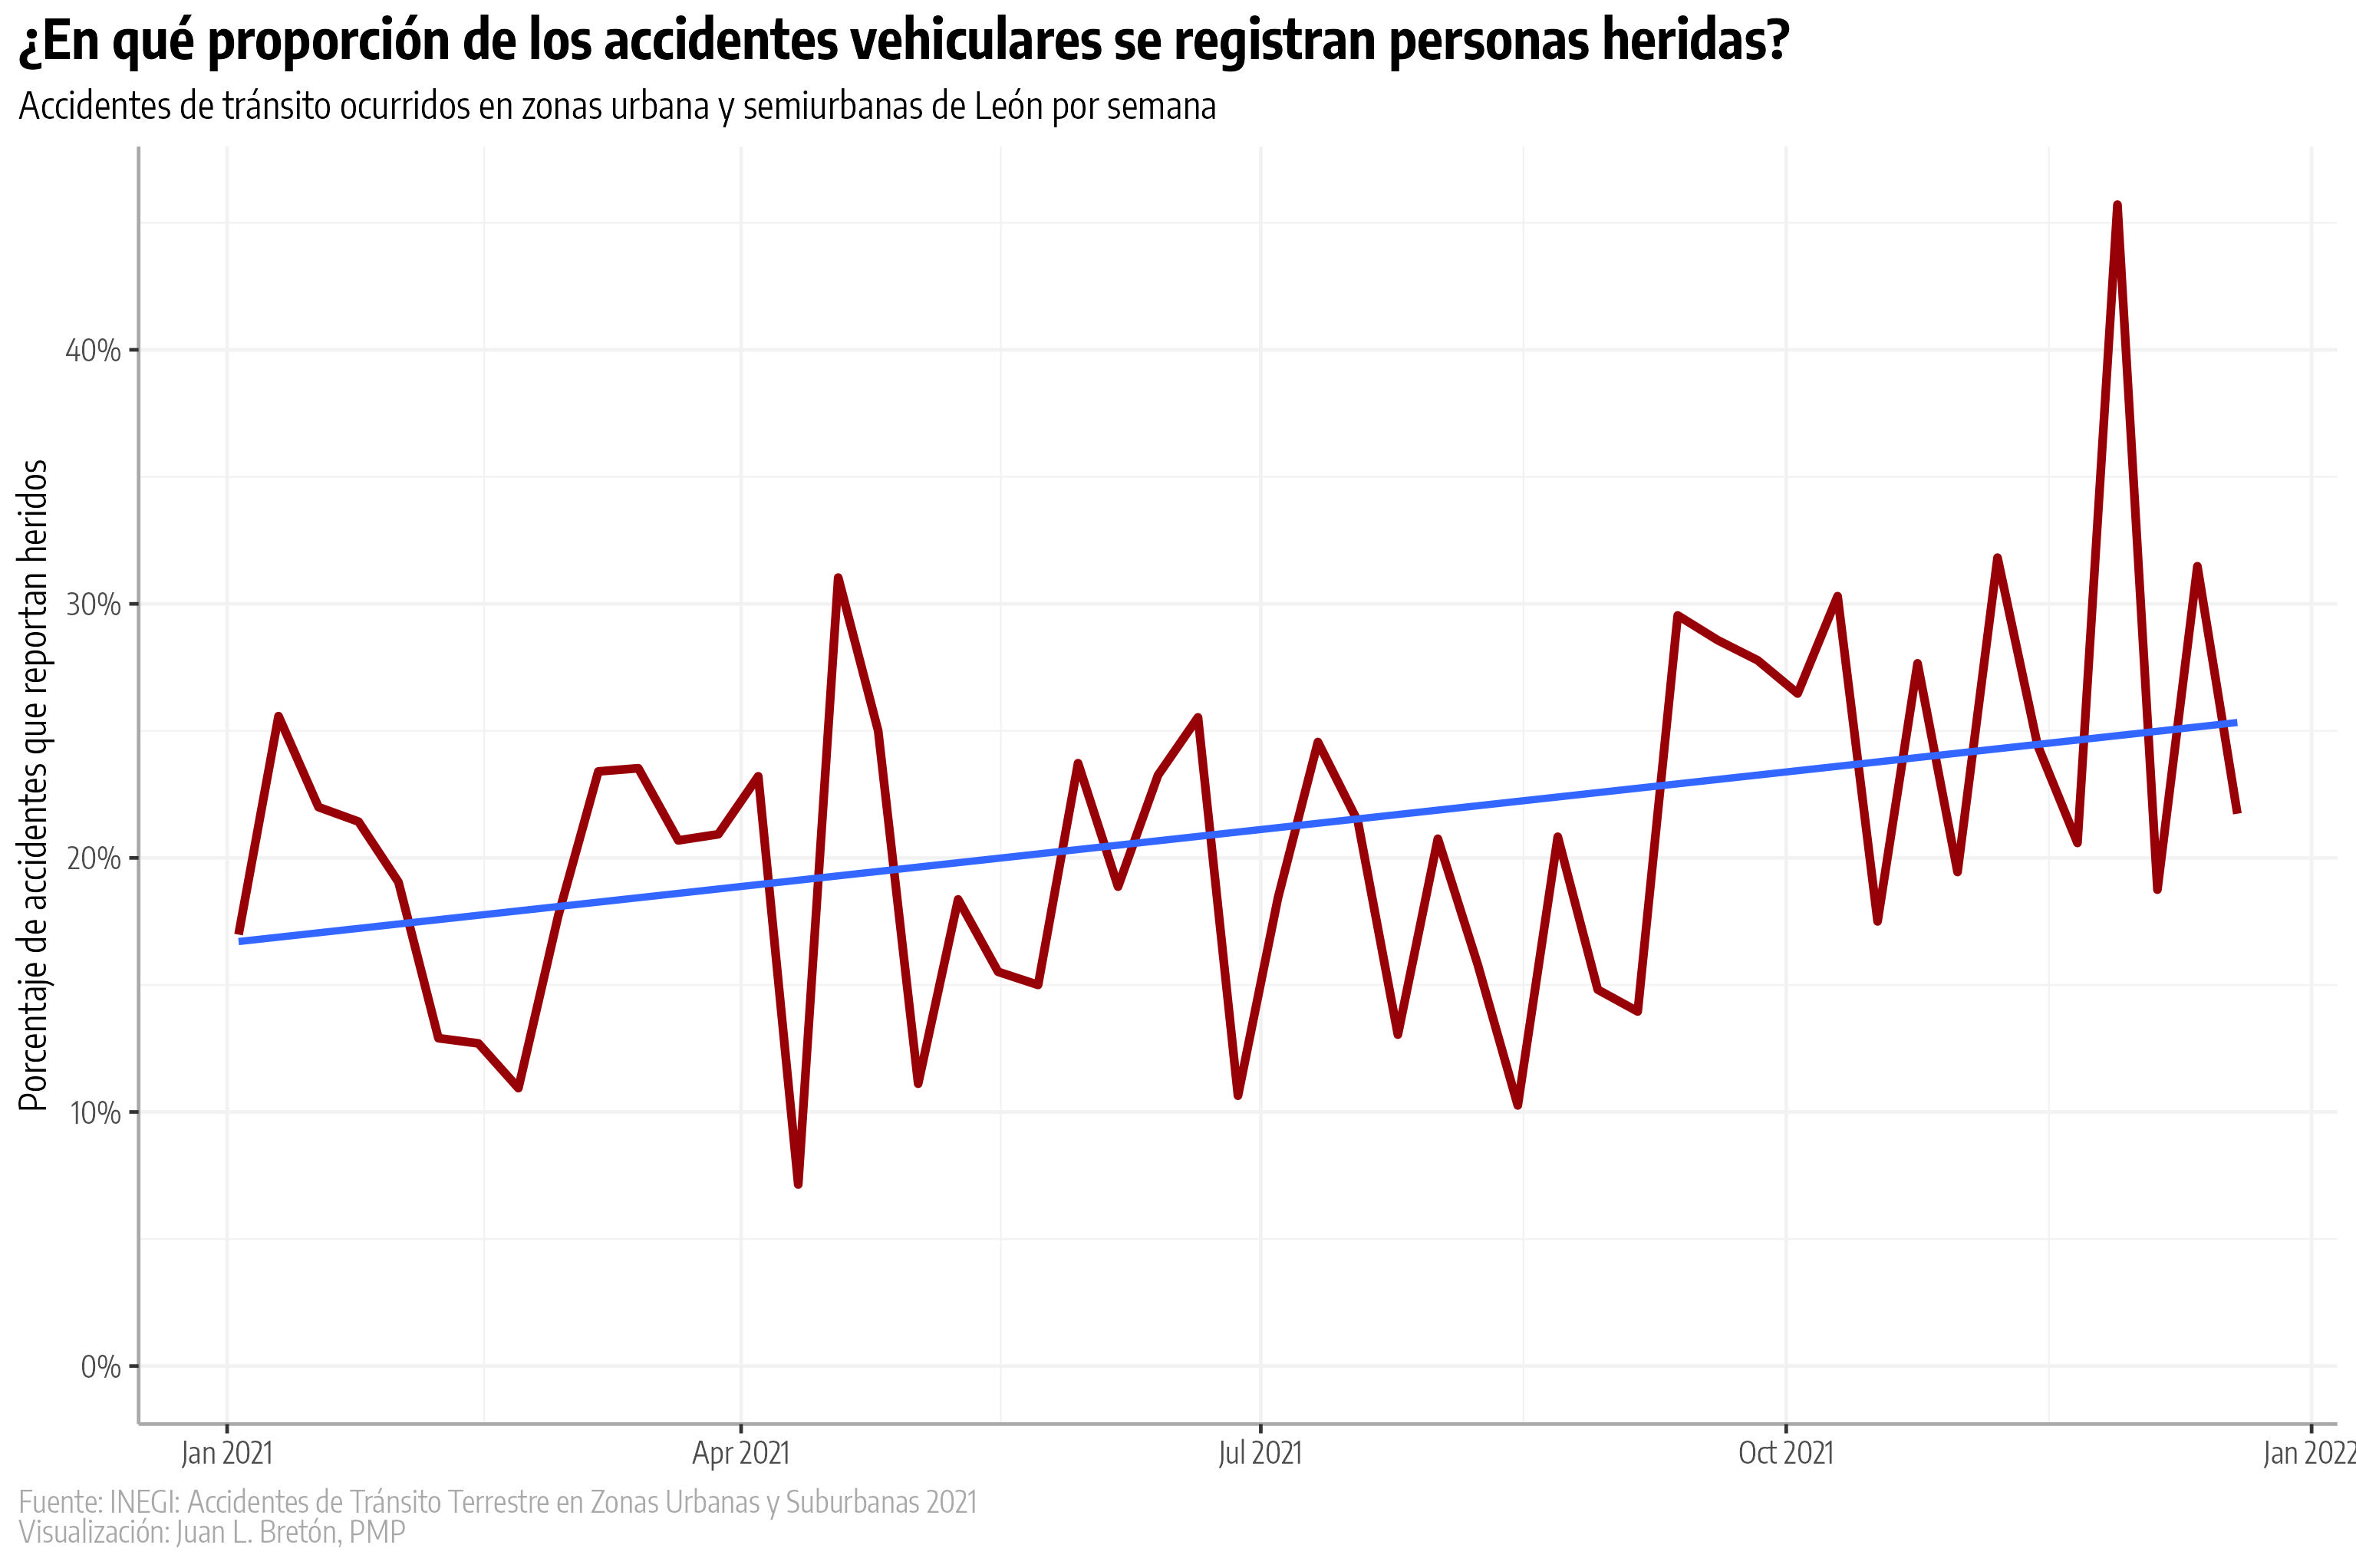 ¿En qué proporción de los accidentes vehiculares se registran personas heridas?
Accidentes de tránsito ocurridos en zonas urbana y semiurbanas de León por semana
Porcentaje de accidentes que reportan heridos
40%
30%
20%
10%
0%
Jan 2021
Apr 2021
Jul 2021
Oct 2021
Jan 2022
Fuente: INEGI: Accidentes de Tránsito Terrestre en Zonas Urbanas y Suburbanas 2021
Visualización: Juan L. Bretón, PMP